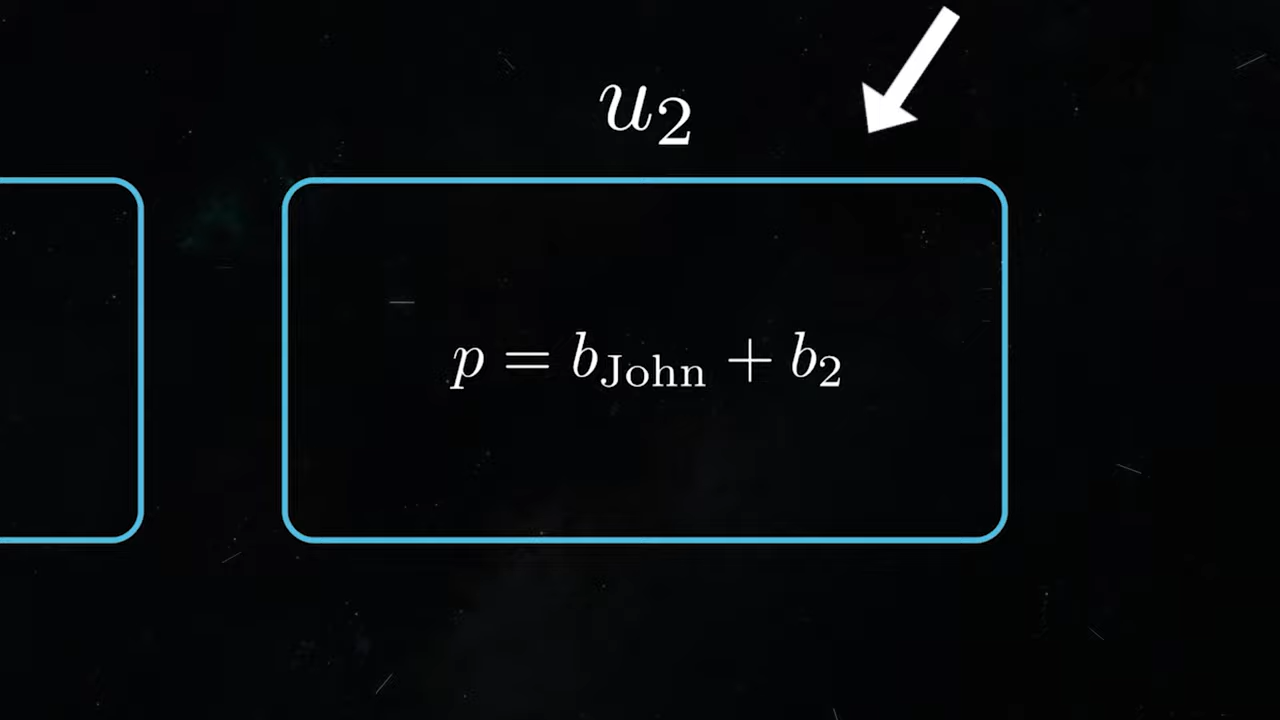 u₂
p = b_John + b₂